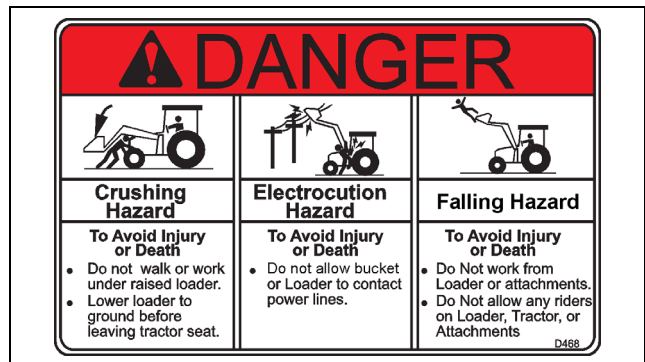 DANGER
Crushing
Hazard
To Avoid Injury
or Death
• Do not walk or work
under raised loader.
• Lower loader to
ground before
leaving tractor seat.
Electrocution
Hazard
To Avoid Injury
or Death
• Do not allow bucket
or Loader to contact
power lines.
Falling Hazard
To Avoid Injury
or Death
• Do Not work from
Loader or attachments.
• Do Not allow any riders
on Loader, Tractor, or
Attachments
D468